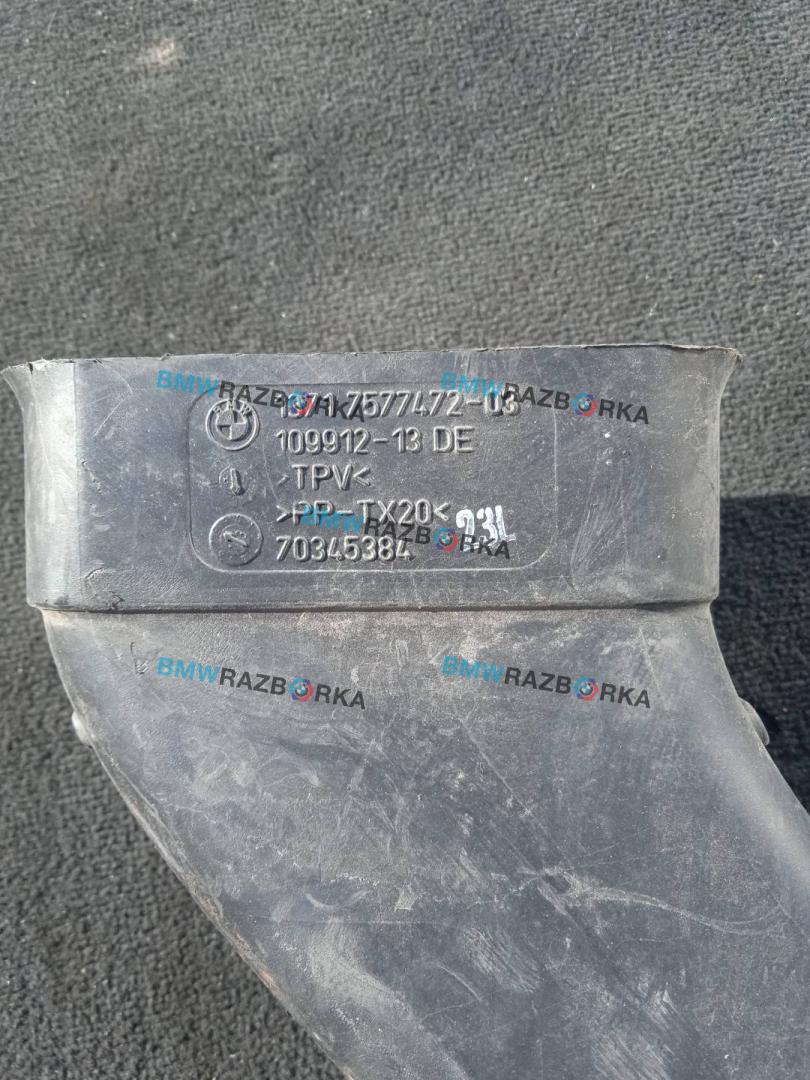 BMWRAZBORKA BMWRAZBORKA
7577472-03
109912-13 DE
>TPV<
>PP-TX20<
BMWRAZBORKA
70345384
BMWRAZBORKA BMWRAZBORKA